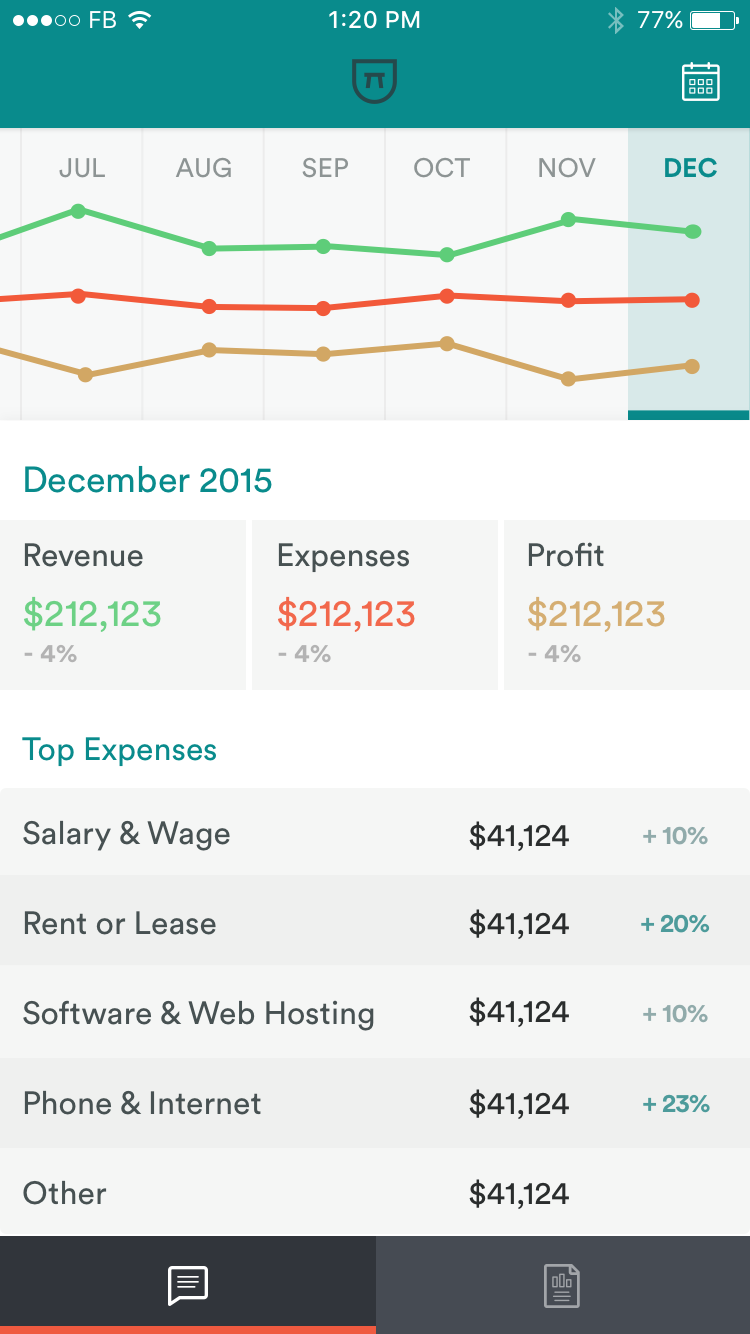 FB 1:20 PM 77%
JUL AUG SEP OCT NOV DEC
December 2015
Revenue Expenses Profit
$212,123 $212,123 $212,123
- 4% - 4% - 4%
Top Expenses
Salary & Wage $41,124 + 10%
Rent or Lease $41,124 + 20%
Software & Web Hosting $41,124 + 10%
Phone & Internet $41,124 + 23%
Other $41,124